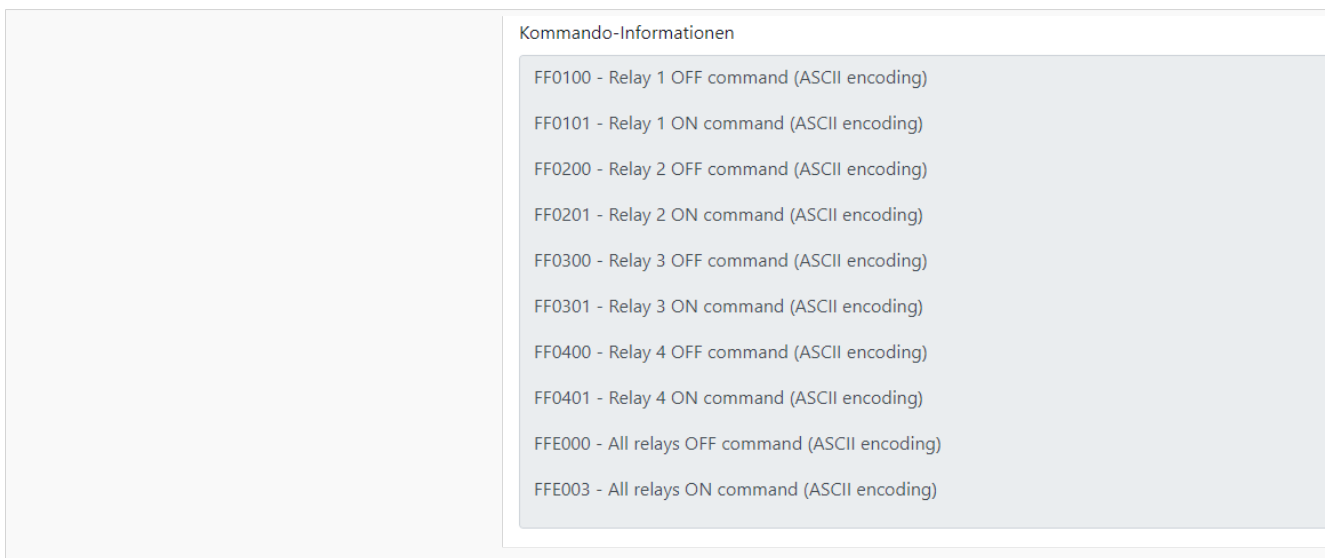 Kommando-Informationen
FF0100 - Relay 1 OFF command (ASCII encoding)
FF0101 - Relay 1 ON command (ASCII encoding)
FF0200 - Relay 2 OFF command (ASCII encoding)
FF0201 - Relay 2 ON command (ASCII encoding)
FF0300 - Relay 3 OFF command (ASCII encoding)
FF0301 - Relay 3 ON command (ASCII encoding)
FF0400 - Relay 4 OFF command (ASCII encoding)
FF0401 - Relay 4 ON command (ASCII encoding)
FFE000 - All relays OFF command (ASCII encoding)
FFE003 - All relays ON command (ASCII encoding)